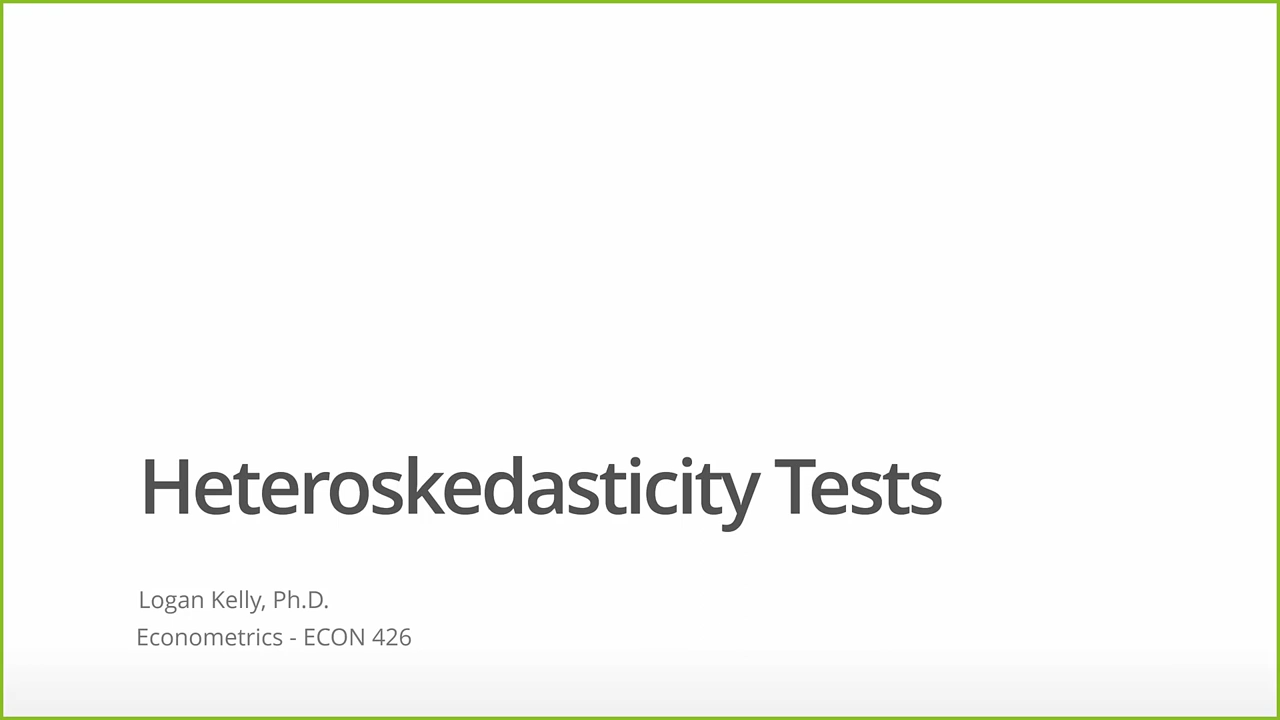 Heteroskedasticity Tests
Logan Kelly, Ph.D.
Econometrics - ECON 426